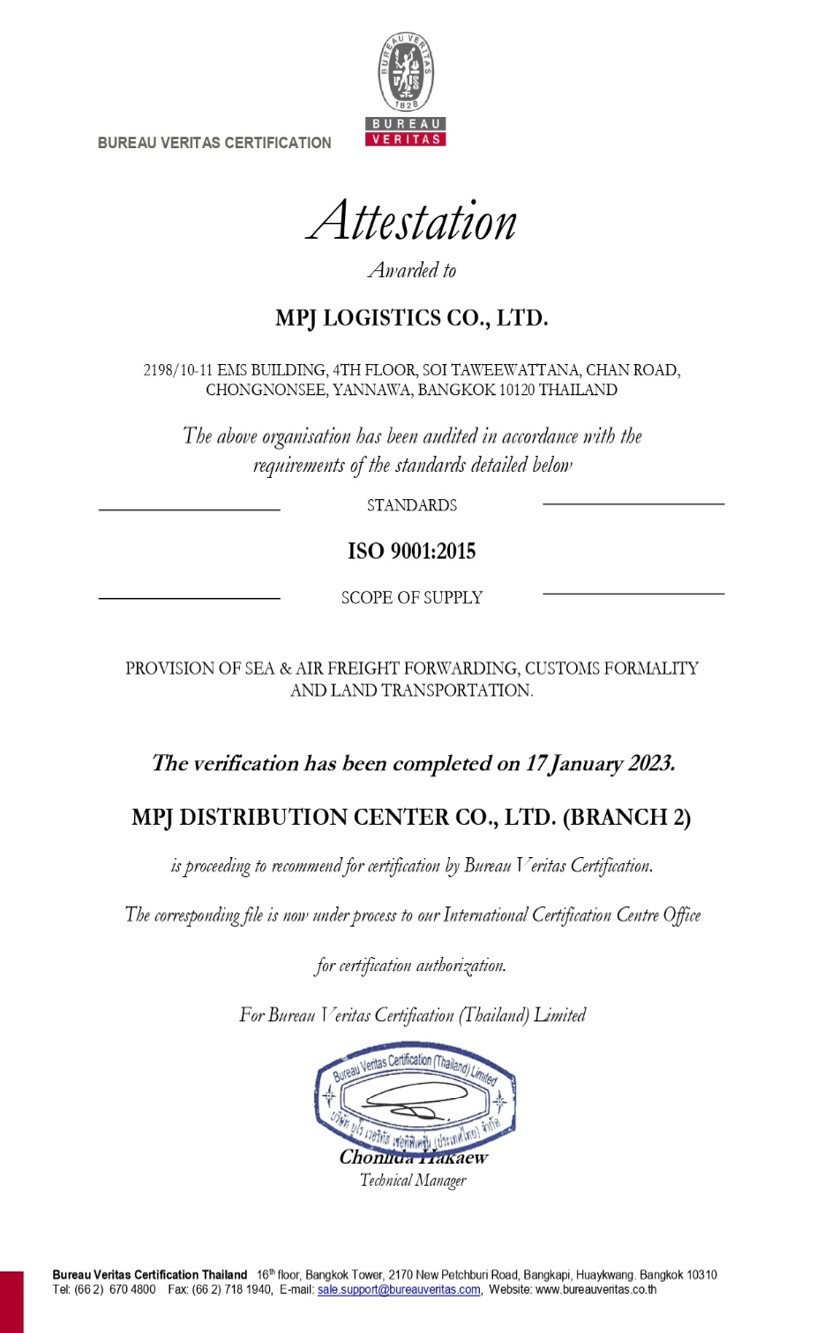 BUREAU VERITAS
1828
BUREAU
VERITAS
BUREAU VERITAS CERTIFICATION
Attestation
Awarded to
MPJ LOGISTICS CO., LTD.
2198/10-11 EMS BUILDING, 4TH FLOOR, SOI TAWEEWATTANA, CHAN ROAD,
CHONGNONSEE, YANNAWA, BANGKOK 10120 THAILAND
The above organisation has been audited in accordance with the
requirements of the standards detailed below
STANDARDS
ISO 9001:2015
SCOPE OF SUPPLY
PROVISION OF SEA & AIR FREIGHT FORWARDING, CUSTOMS FORMALITY
AND LAND TRANSPORTATION.
The verification has been completed on 17 January 2023.
MPJ DISTRIBUTION CENTER CO., LTD. (BRANCH 2)
is proceeding to recommend for certification by Bureau Veritas Certification.
The corresponding file is now under process to our International Certification Centre Office
for certification authorization.
For Bureau Veritas Certification (Thailand) Limited
Bureau Veritas Certification (Thailand) Limited
บริษัท บูโร เวอริทัส เซอทิฟิเคชั่น (ประเทศไทย) จำกัด
Chonlida Hakaew
Technical Manager
Bureau Veritas Certification Thailand 16th floor, Bangkok Tower, 2170 New Petchburi Road, Bangkapi, Huaykwang. Bangkok 10310
Tel: (66 2) 670 4800 Fax: (66 2) 718 1940, E-mail: sale.support@bureauveritas.com, Website: www.bureauveritas.co.th